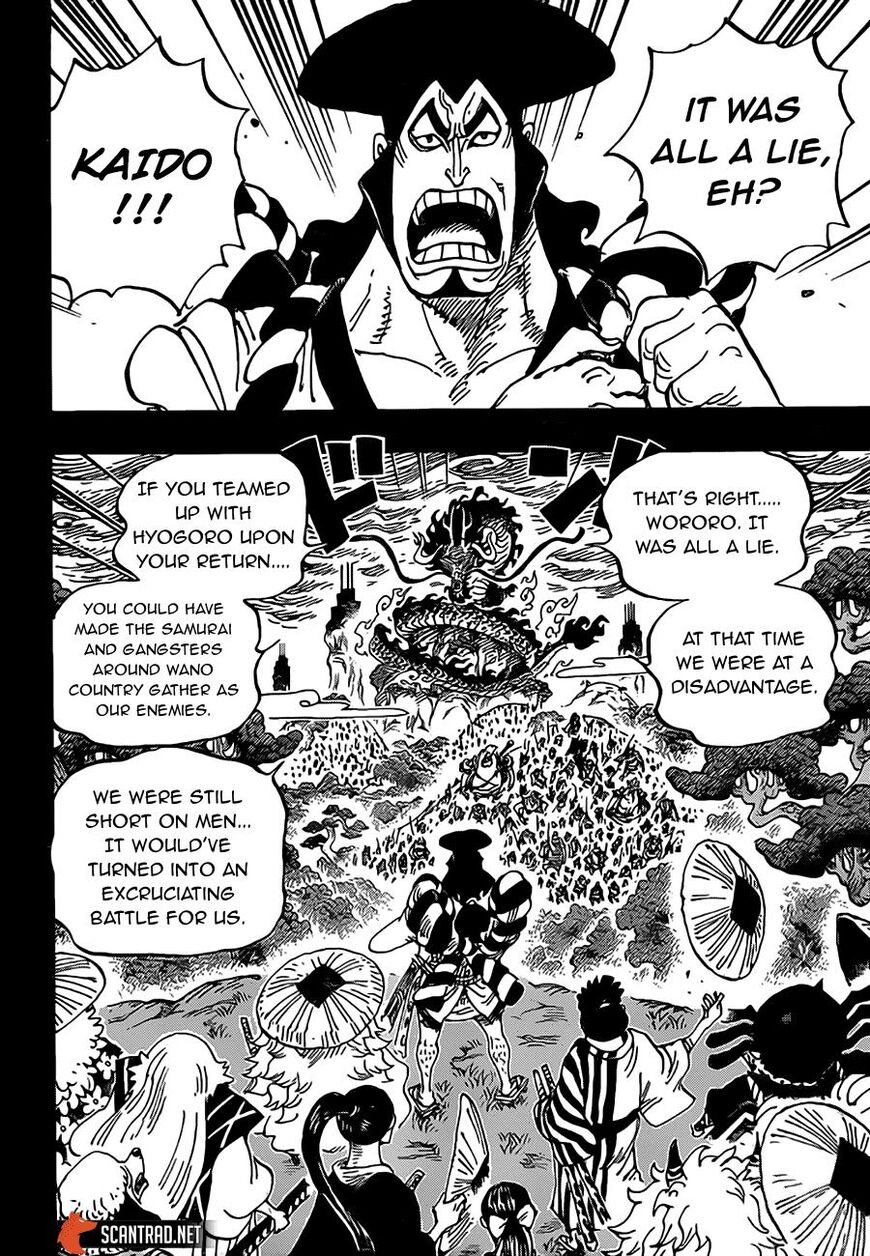 IT WAS
ALL A LIE,
EH?
KAIDO
!!!
THAT'S RIGHT.....
WORORO. IT
WAS ALL A LIE.
AT THAT TIME
WE WERE AT A
DISADVANTAGE.
ドーン
IF YOU TEAMED
UP WITH
HYOGORO UPON
YOUR RETURN....
YOU COULD HAVE
MADE THE SAMURAI
AND GANGSTERS
AROUND WANO
COUNTRY GATHER AS
OUR ENEMIES.
WE WERE STILL
SHORT ON MEN...
IT WOULD'VE
TURNED INTO AN
EXCRUCIATING
BATTLE FOR US.
SCANTRAD.NET